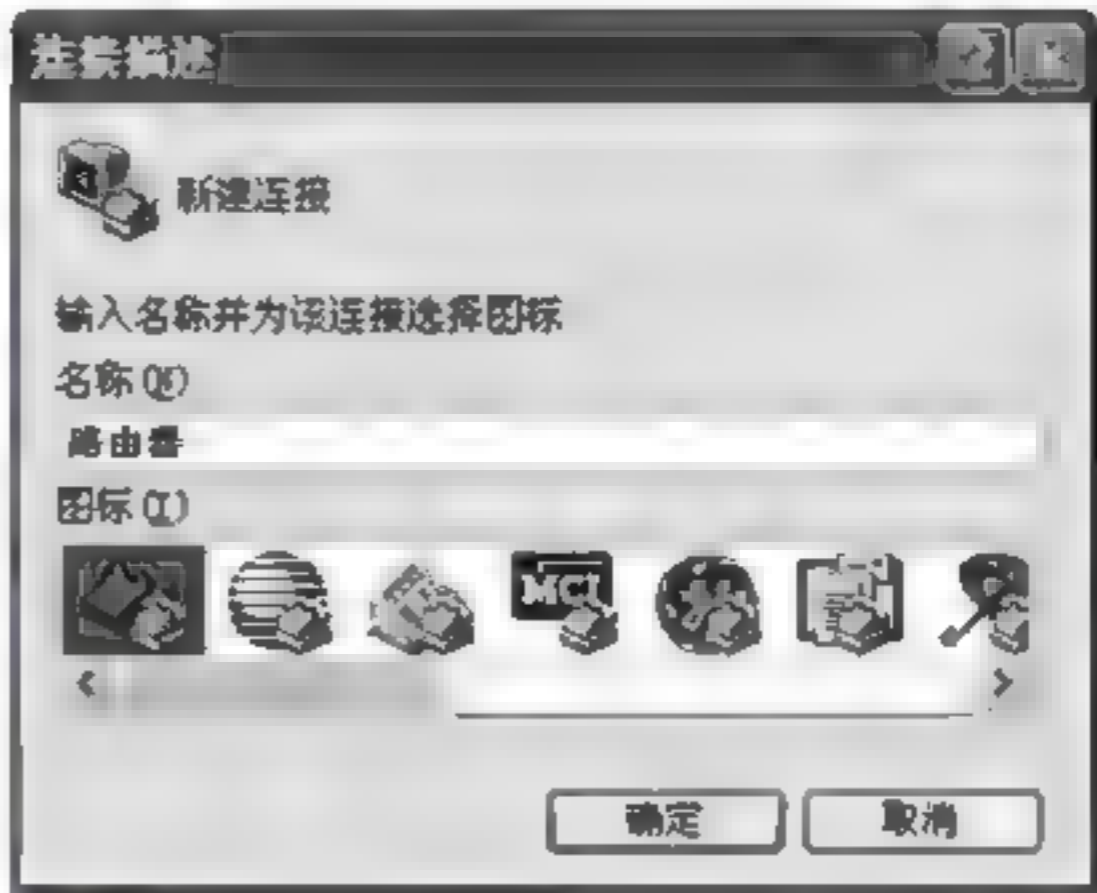 连接描述
新建连接
输入名称并为该连接选择图标
名称(N)
路由器
图标(I)
MCI
确定 取消